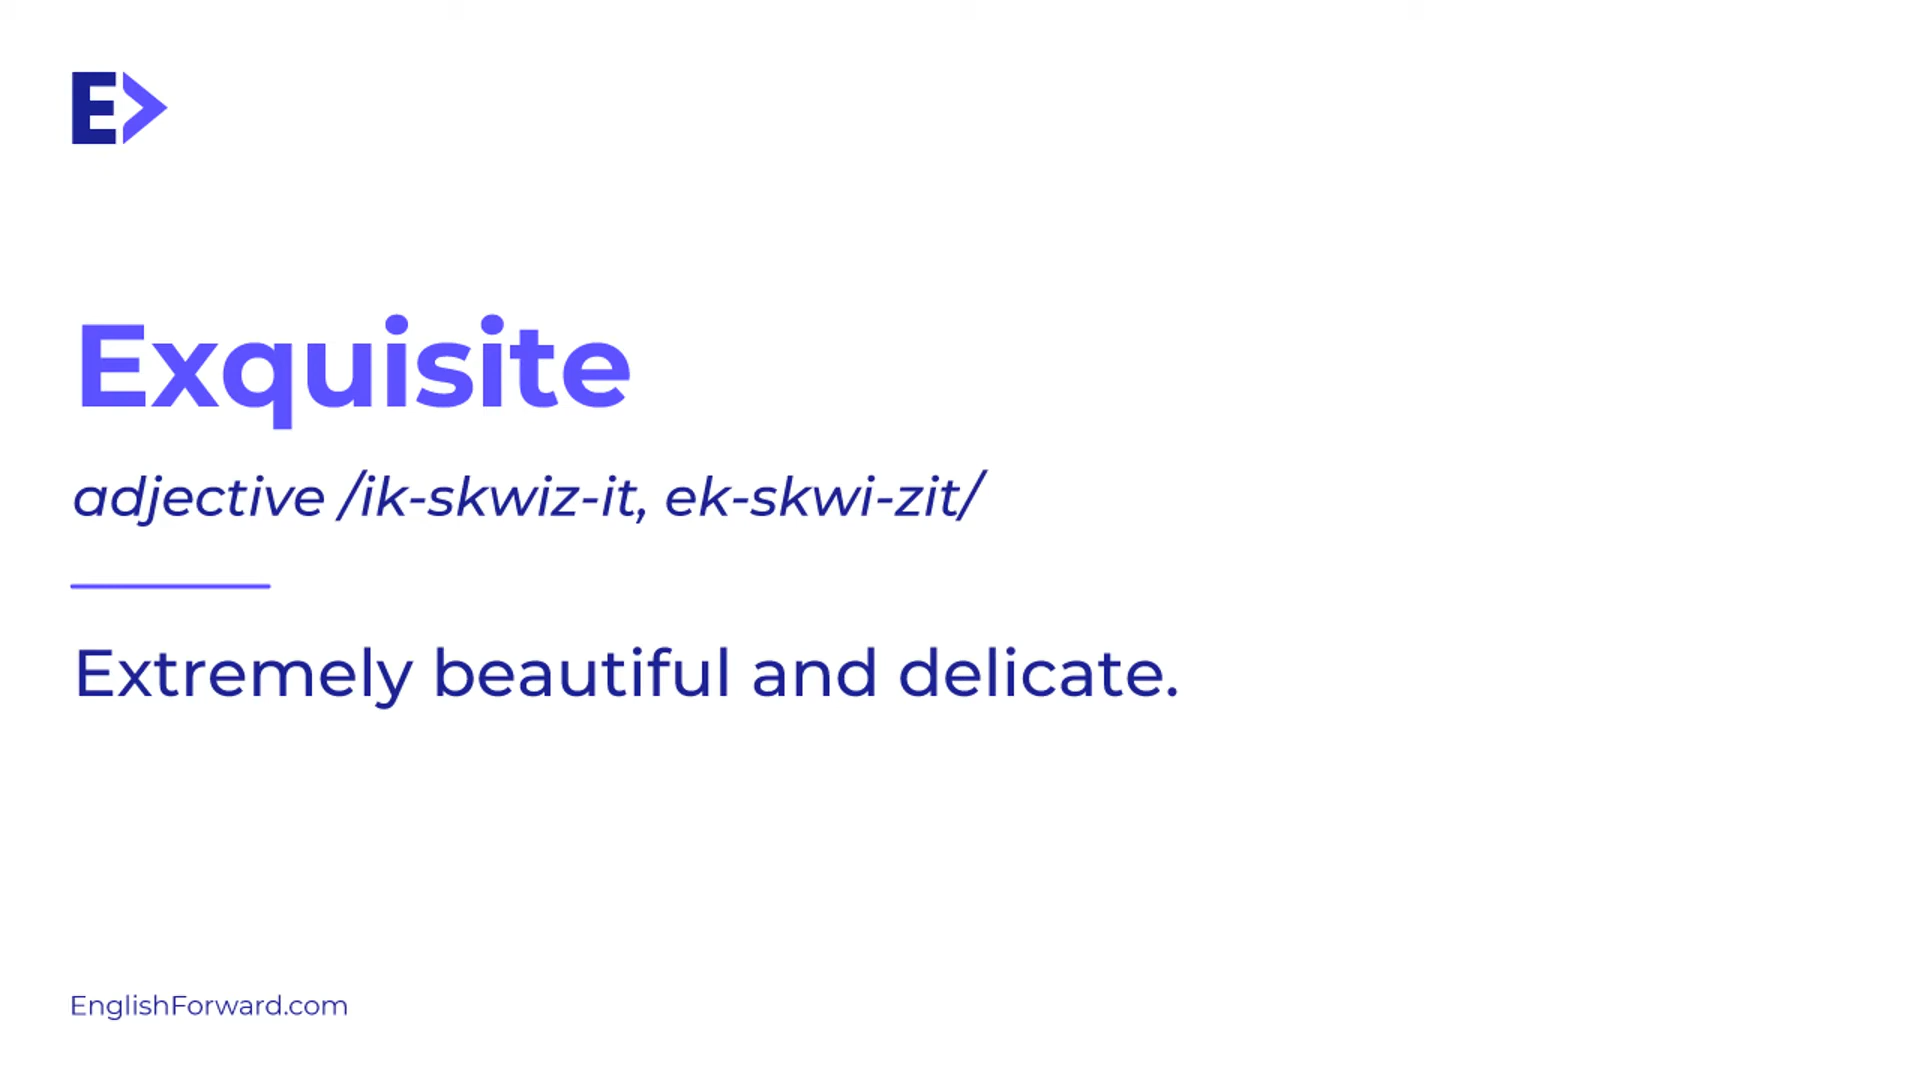 E>
Exquisite
adjective /ik-skwiz-it, ek-skwi-zit/
Extremely beautiful and delicate.
EnglishForward.com